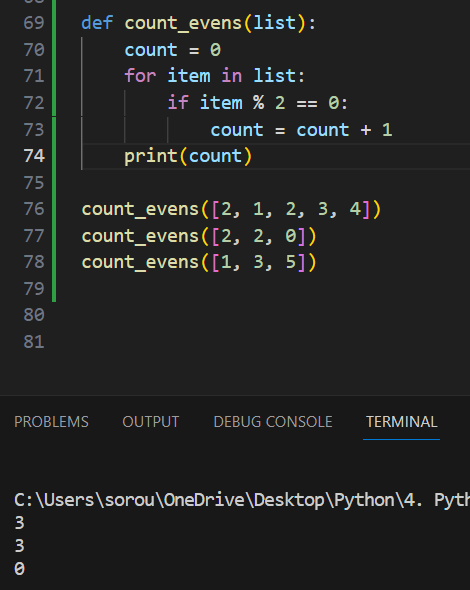 69 def count_evens(list):
70     count = 0
71     for item in list:
72         if item % 2 == 0:
73             count = count + 1
74     print(count)
75
76 count_evens([2, 1, 2, 3, 4])
77 count_evens([2, 2, 0])
78 count_evens([1, 3, 5])
79
80
81
PROBLEMS OUTPUT DEBUG CONSOLE TERMINAL
C:\Users\sorou\OneDrive\Desktop\Python\4. Pyth
3
3
0